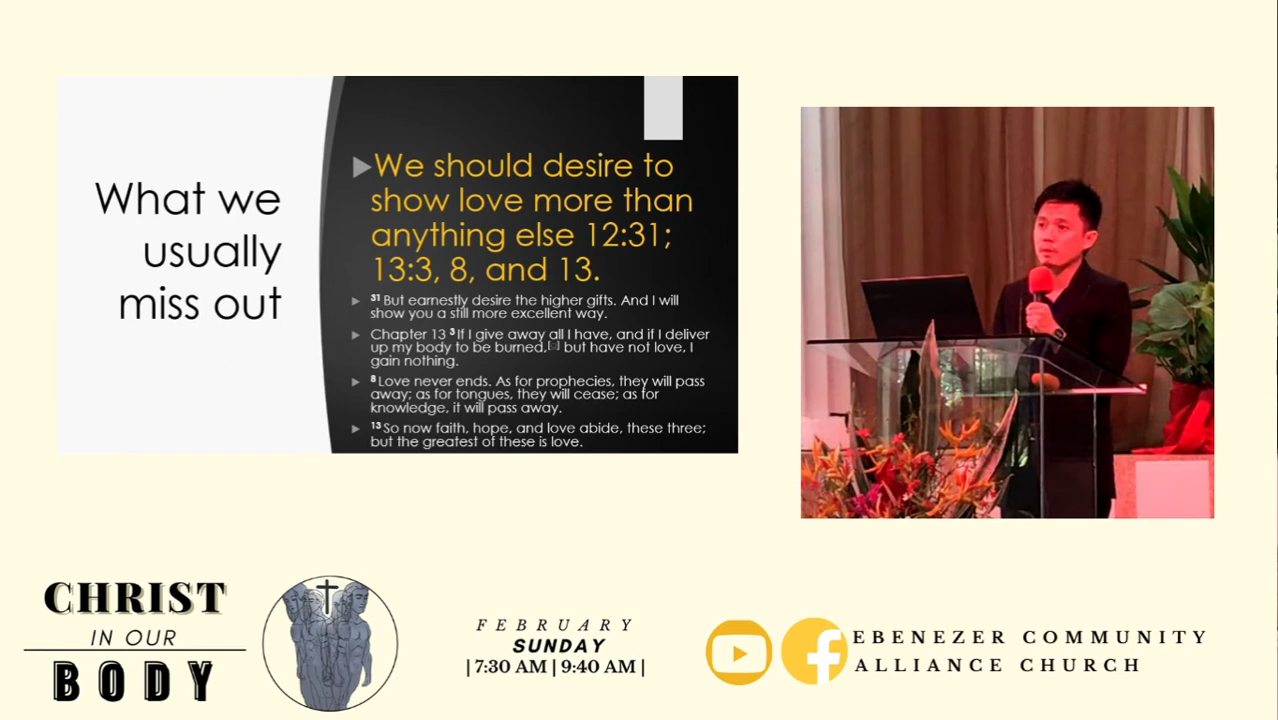 What we
usually
miss out
We should desire to
show love more than
anything else 12:31;
13:3, 8, and 13.
31 But earnestly desire the higher gifts. And I will
show you a still more excellent way.
Chapter 13 3 If I give away all I have, and if I deliver
up my body to be burned, but have not love, I
gain nothing.
8 Love never ends. As for prophecies, they will pass
away; as for tongues, they will cease; as for
knowledge, it will pass away.
13 So now faith, hope, and love abide, these three;
but the greatest of these is love.
CHRIST
IN OUR
BODY
FEBRUARY
SUNDAY
| 7:30 AM | 9:40 AM |
EBENEZER COMMUNITY
ALLIANCE CHURCH